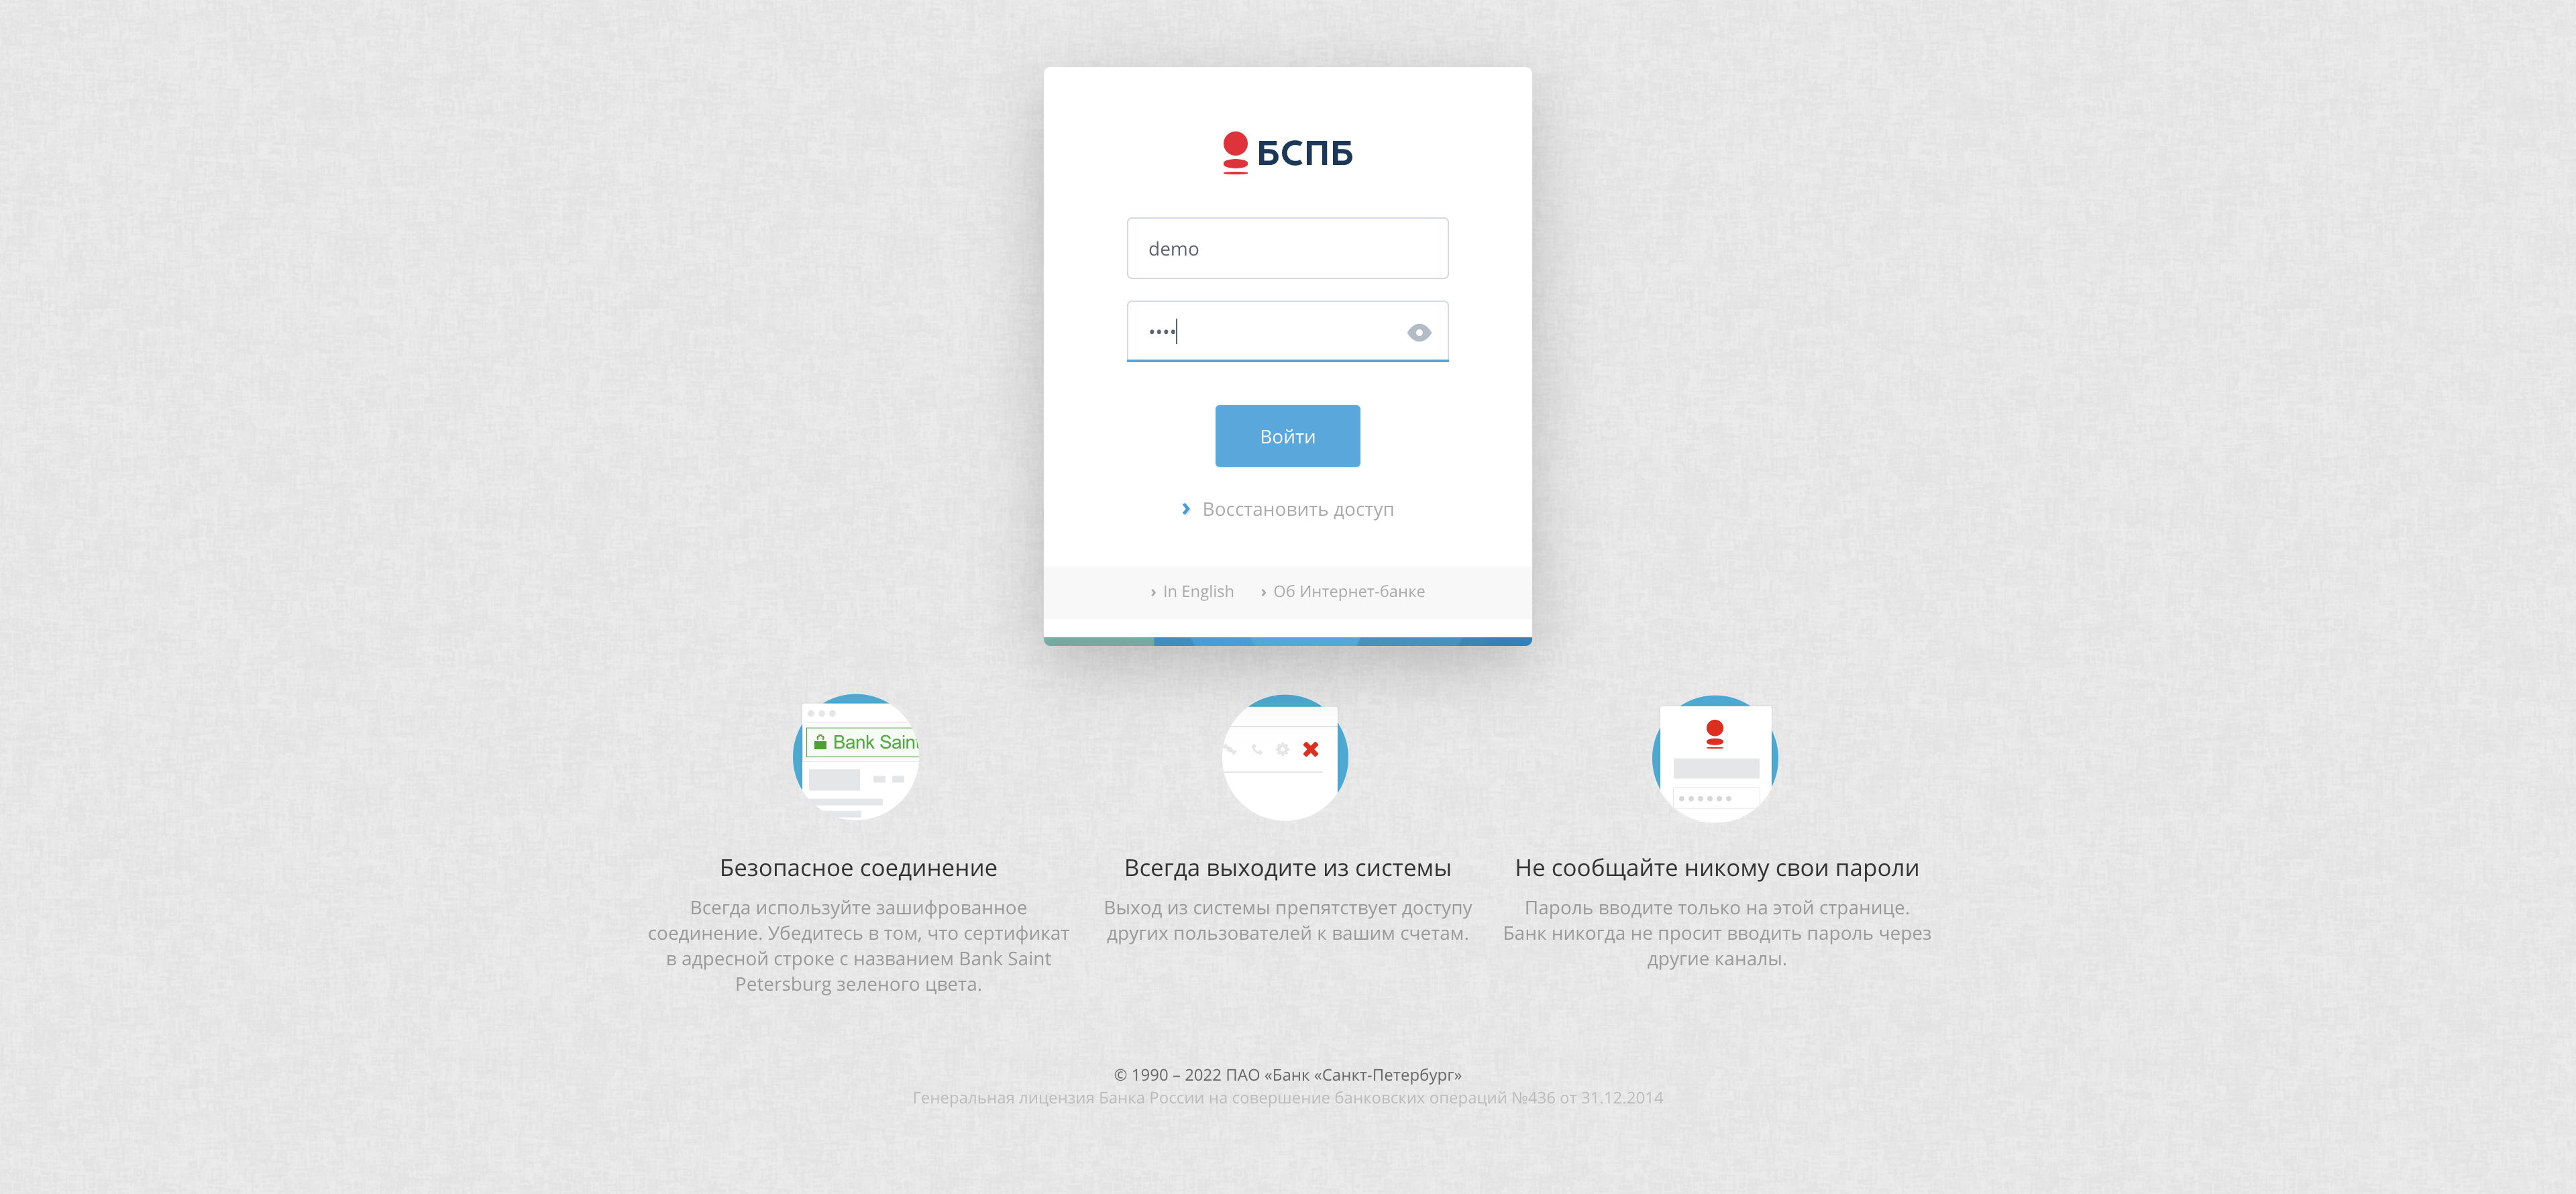 БСПБ
demo
••••
Войти
Восстановить доступ
In English
Об Интернет-банке
Bank Sain
Безопасное соединение
Всегда используйте зашифрованное
соединение. Убедитесь в том, что сертификат
в адресной строке с названием Bank Saint
Petersburg зеленого цвета.
Всегда выходите из системы
Выход из системы препятствует доступу
других пользователей к вашим счетам.
Не сообщайте никому свои пароли
Пароль вводите только на этой странице.
Банк никогда не просит вводить пароль через
другие каналы.
© 1990 – 2022 ПАО «Банк «Санкт-Петербург»
Генеральная лицензия Банка России на совершение банковских операций №436 от 31.12.2014